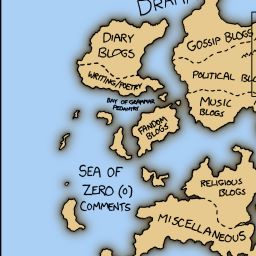 DRAM
DIARY
BLOGS
GOSSIP BLOGS
WRITING/POETRY
POLITICAL BLO
BAY OF GRAMMAR
PEDANTRY
MUSIC
BLOGS
FANDOM
BLOGS
SEA OF
ZERO (0)
COMMENTS
RELIGIOUS
BLOGS
MISCELLANEOUS